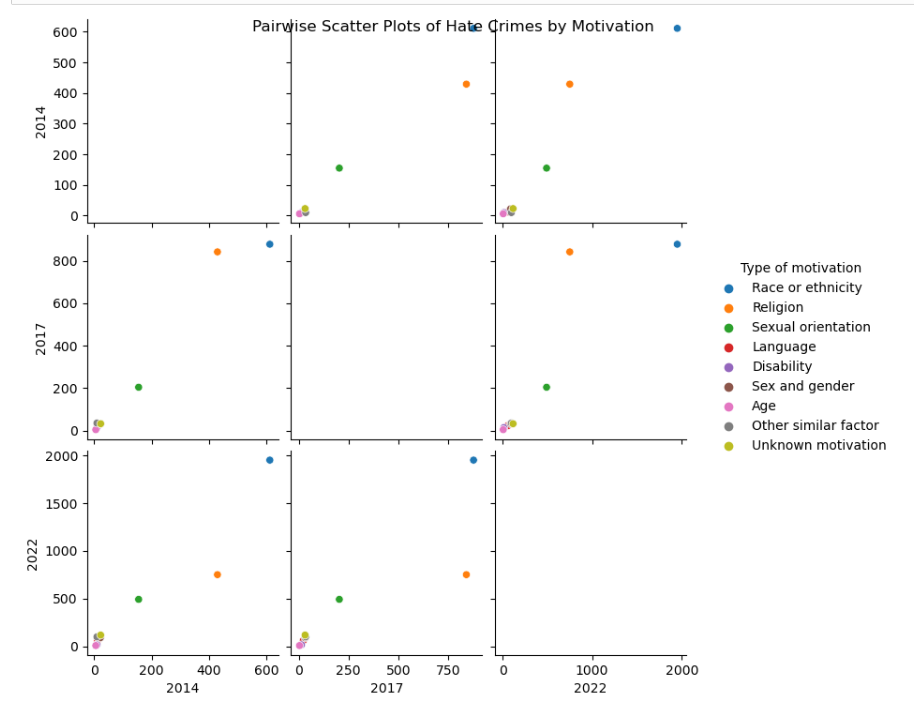 Pairwise Scatter Plots of Hate Crimes by Motivation
600
500
400
300
200
100
0
2014
800
600
400
200
0
2017
2000
1500
1000
500
0
2022
0 200 400 600
2014
0 250 500 750
2017
0 1000 2000
2022
Type of motivation
Race or ethnicity
Religion
Sexual orientation
Language
Disability
Sex and gender
Age
Other similar factor
Unknown motivation